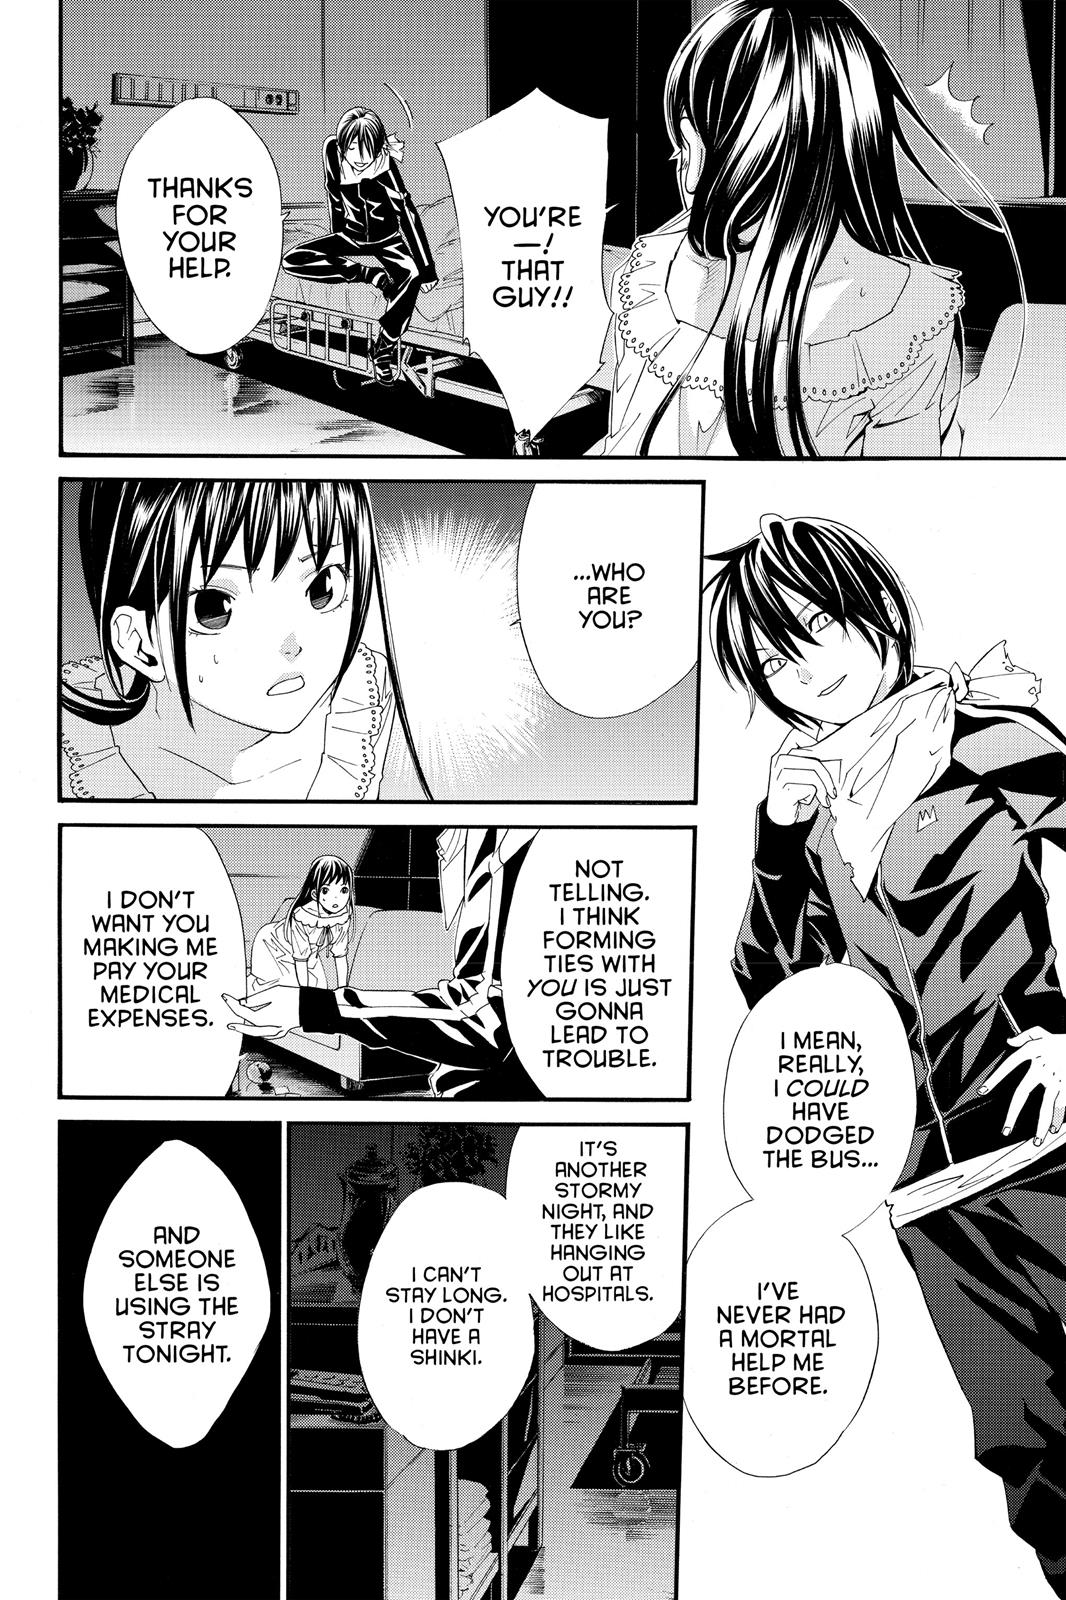 YOU'RE
—!
THAT
GUY!!
THANKS
FOR
YOUR
HELP.
I MEAN,
REALLY,
I COULD
HAVE
DODGED
THE BUS...
I'VE
NEVER HAD
A MORTAL
HELP ME
BEFORE.
...WHO
ARE
YOU?
NOT
TELLING.
I THINK
FORMING
TIES WITH
YOU IS JUST
GONNA
LEAD TO
TROUBLE.
I DON'T
WANT YOU
MAKING ME
PAY YOUR
MEDICAL
EXPENSES.
IT'S
ANOTHER
STORMY
NIGHT, AND
THEY LIKE
HANGING
OUT AT
HOSPITALS.
I CAN'T
STAY LONG.
I DON'T
HAVE A
SHINKI.
AND
SOMEONE
ELSE IS
USING THE
STRAY
TONIGHT.